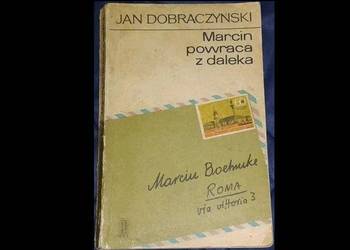 JAN DOBRACZYŃSKI
Marcin
powraca
z daleka
Marcin Boehmke
ROMA
via vittoria 3